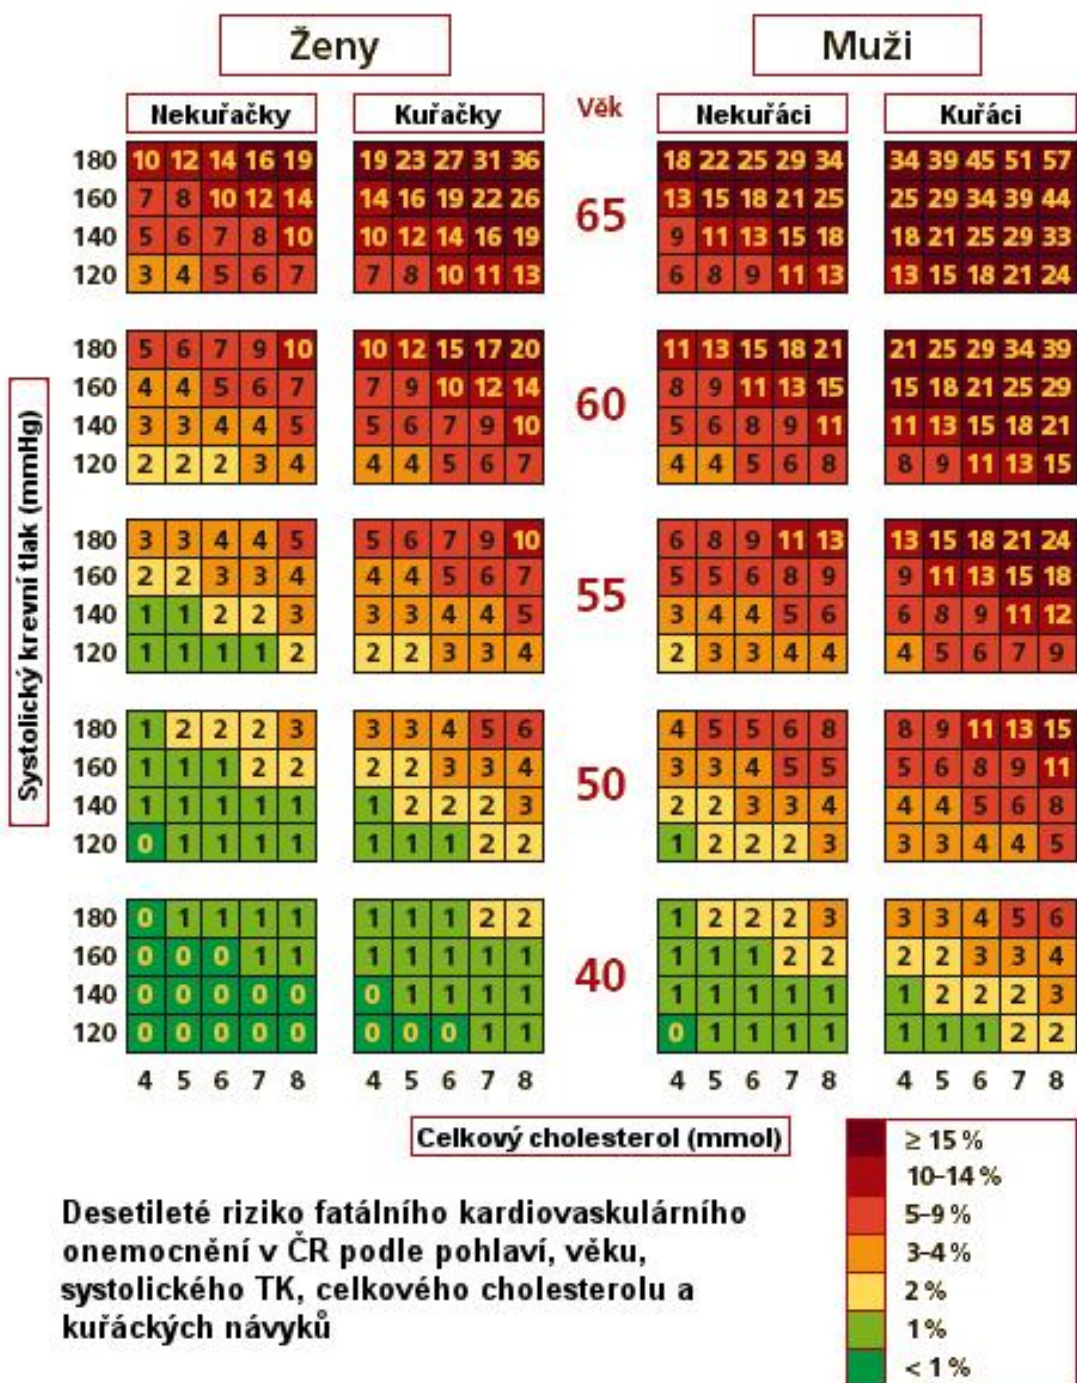 Ženy Muži
Nekuřačky Kuřačky Věk Nekuřáci Kuřáci
180 10 12 14 16 19 19 23 27 31 36 18 22 25 29 34 34 39 45 51 57
160 7 8 10 12 14 14 16 19 22 26 13 15 18 21 25 25 29 34 39 44
65
140 5 6 7 8 10 10 12 14 16 19 9 11 13 15 18 18 21 25 29 33
120 3 4 5 6 7 7 8 10 11 13 6 8 9 11 13 13 15 18 21 24
180 5 6 7 9 10 10 12 15 17 20 11 13 15 18 21 21 25 29 34 39
160 4 4 5 6 7 7 9 10 12 14 8 9 11 13 15 15 18 21 25 29
60
140 3 3 4 4 5 5 6 7 9 10 5 6 8 9 11 11 13 15 18 21
120 2 2 2 3 4 4 4 5 6 7 4 4 5 6 8 8 9 11 13 15
180 3 3 4 4 5 5 6 7 9 10 6 8 9 11 13 13 15 18 21 24
160 2 2 3 3 4 4 4 5 6 7 5 5 6 8 9 9 11 13 15 18
55
140 1 1 2 2 3 3 3 4 4 5 3 4 4 5 6 6 8 9 11 12
120 1 1 1 1 2 2 2 3 3 4 2 3 3 4 4 4 5 6 7 9
180 1 2 2 2 3 3 3 4 5 6 4 5 5 6 8 8 9 11 13 15
160 1 1 1 2 2 2 2 3 3 4 3 3 4 5 5 5 6 8 9 11
50
140 1 1 1 1 1 1 2 2 2 3 2 2 3 3 4 4 4 5 6 8
120 0 1 1 1 1 1 1 1 2 2 1 2 2 2 3 3 3 4 4 5
180 0 1 1 1 1 1 1 1 2 2 1 2 2 2 3 3 3 4 5 6
160 0 0 0 1 1 1 1 1 1 1 1 1 1 2 2 2 2 3 3 4
40
140 0 0 0 0 0 0 1 1 1 1 1 1 1 1 1 1 2 2 2 3
120 0 0 0 0 0 0 0 0 1 1 0 1 1 1 1 1 1 1 2 2
4 5 6 7 8 4 5 6 7 8 4 5 6 7 8 4 5 6 7 8
Systolický krevní tlak (mmHg)
Celkový cholesterol (mmol)
≥ 15 %
10–14 %
5–9 %
3–4 %
2 %
1 %
< 1 %
Desetileté riziko fatálního kardiovaskulárního
onemocnění v ČR podle pohlaví, věku,
systolického TK, celkového cholesterolu a
kuřáckých návyků